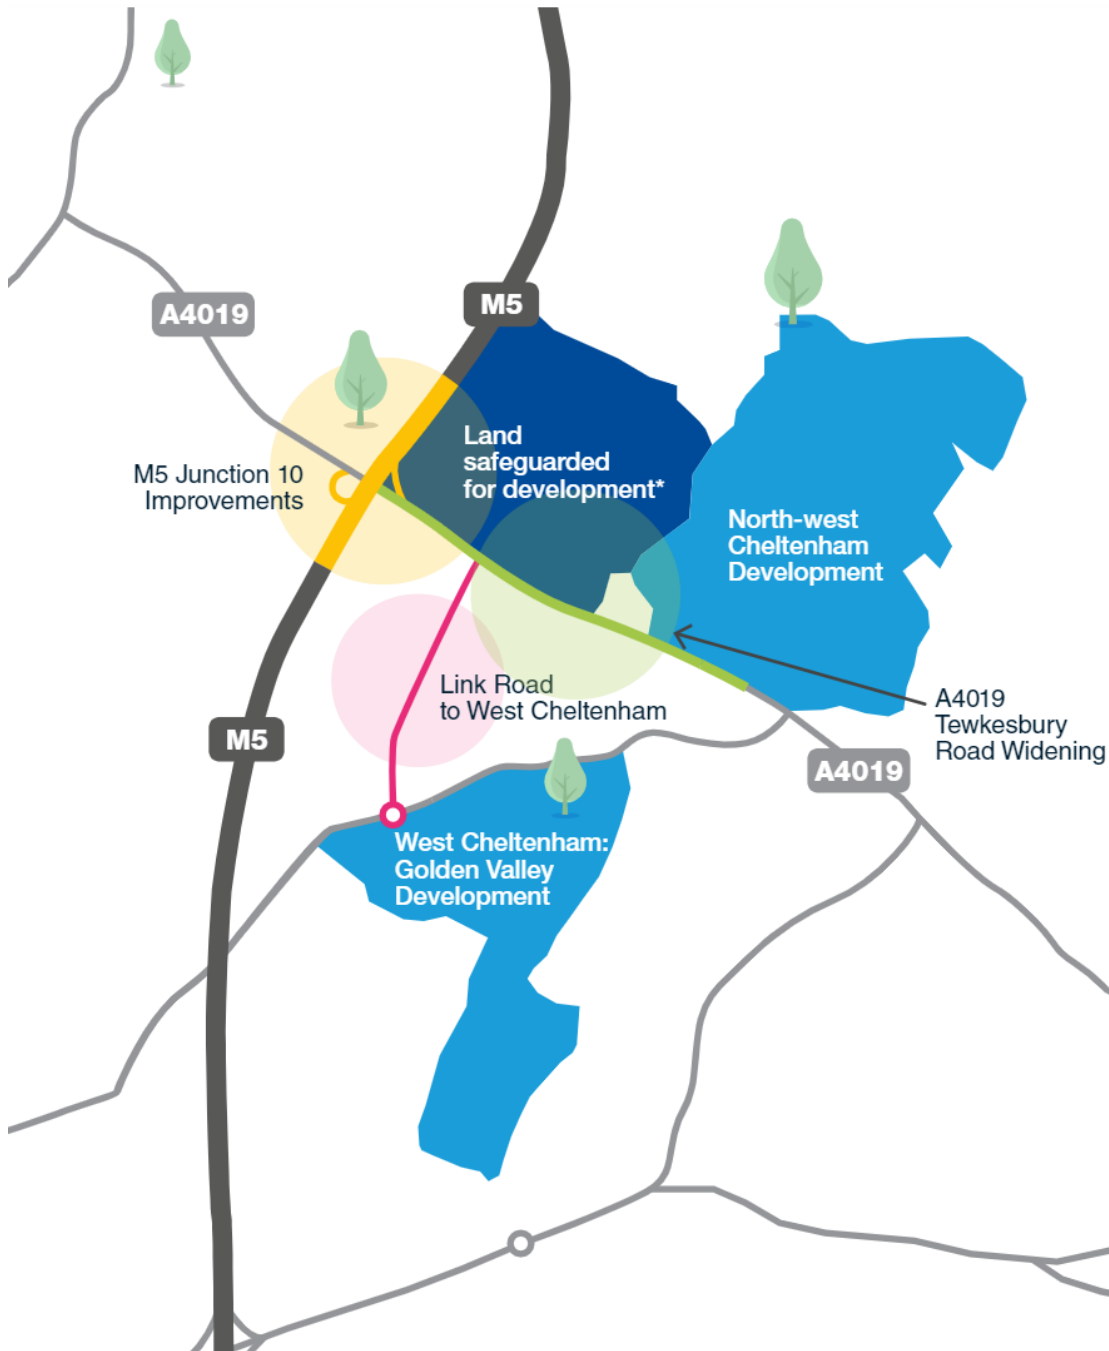 M5
A4019
Land
safeguarded
for development*
M5 Junction 10
Improvements
North-west
Cheltenham
Development
Link Road
to West Cheltenham
A4019
Tewkesbury
Road Widening
M5
A4019
West Cheltenham:
Golden Valley
Development